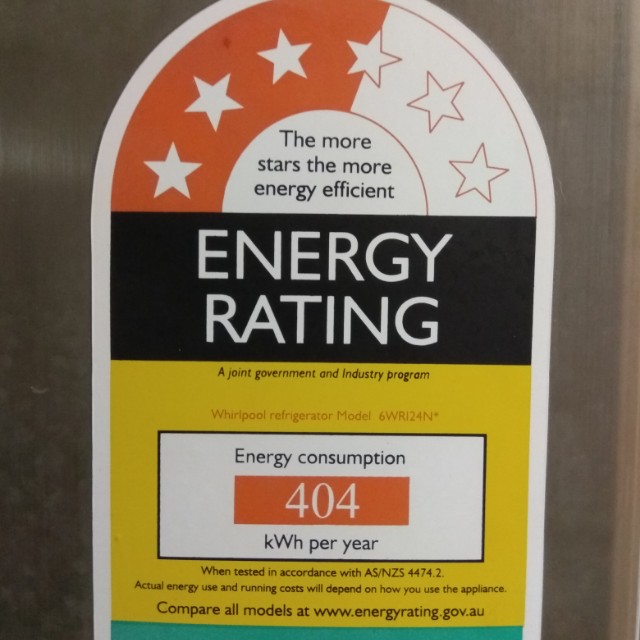 The more
stars the more
energy efficient
ENERGY
RATING
A joint government and Industry program
Whirlpool refrigerator Model 6WRI24N*
Energy consumption
404
kWh per year
When tested in accordance with AS/NZS 4474.2.
Actual energy use and running costs will depend on how you use the appliance.
Compare all models at www.energyrating.gov.au